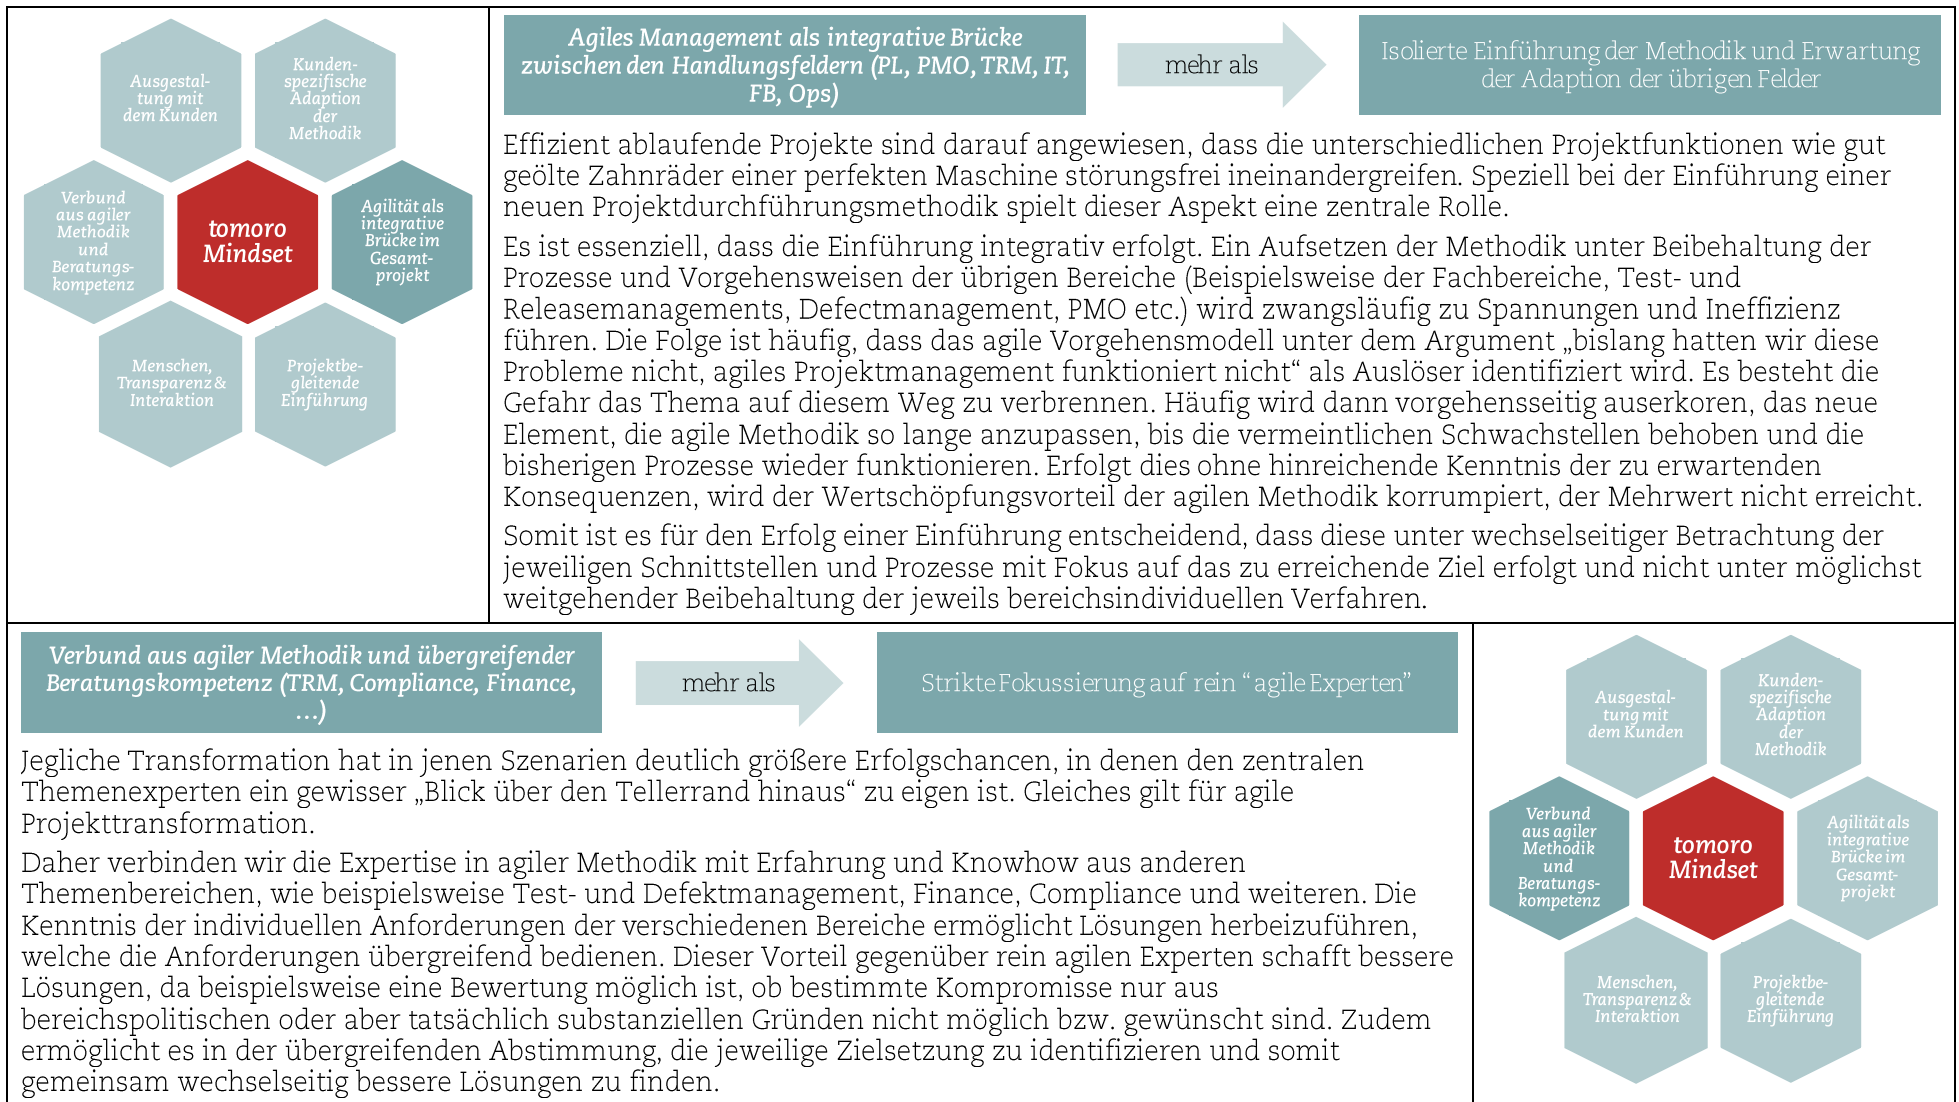 Ausgestal-
tung mit
dem Kunden
Kunden-
spezifische
Adaption
der
Methodik
Verbund
aus agiler
Methodik
und
Beratungs-
kompetenz
tomoro
Mindset
Agilität als
integrative
Brücke im
Gesamt-
projekt
Menschen,
Transparenz &
Interaktion
Projektbe-
gleitende
Einführung
Agiles Management als integrative Brücke
zwischen den Handlungsfeldern (PL, PMO, TRM, IT,
FB, Ops)
mehr als
Isolierte Einführung der Methodik und Erwartung
der Adaption der übrigen Felder
Effizient ablaufende Projekte sind darauf angewiesen, dass die unterschiedlichen Projektfunktionen wie gut
geölte Zahnräder einer perfekten Maschine störungsfrei ineinandergreifen. Speziell bei der Einführung einer
neuen Projektdurchführungsmethodik spielt dieser Aspekt eine zentrale Rolle.
Es ist essenziell, dass die Einführung integrativ erfolgt. Ein Aufsetzen der Methodik unter Beibehaltung der
Prozesse und Vorgehensweisen der übrigen Bereiche (Beispielsweise der Fachbereiche, Test- und
Releasemanagements, Defectmanagement, PMO etc.) wird zwangsläufig zu Spannungen und Ineffizienz
führen. Die Folge ist häufig, dass das agile Vorgehensmodell unter dem Argument „bislang hatten wir diese
Probleme nicht, agiles Projektmanagement funktioniert nicht“ als Auslöser identifiziert wird. Es besteht die
Gefahr das Thema auf diesem Weg zu verbrennen. Häufig wird dann vorgehensseitig auserkoren, das neue
Element, die agile Methodik so lange anzupassen, bis die vermeintlichen Schwachstellen behoben und die
bisherigen Prozesse wieder funktionieren. Erfolgt dies ohne hinreichende Kenntnis der zu erwartenden
Konsequenzen, wird der Wertschöpfungsvorteil der agilen Methodik korrumpiert, der Mehrwert nicht erreicht.
Somit ist es für den Erfolg einer Einführung entscheidend, dass diese unter wechselseitiger Betrachtung der
jeweiligen Schnittstellen und Prozesse mit Fokus auf das zu erreichende Ziel erfolgt und nicht unter möglichst
weitgehender Beibehaltung der jeweils bereichsindividuellen Verfahren.
Verbund aus agiler Methodik und übergreifender
Beratungskompetenz (TRM, Compliance, Finance,
…)
mehr als
Strikte Fokussierung auf rein “agile Experten”
Jegliche Transformation hat in jenen Szenarien deutlich größere Erfolgschancen, in denen den zentralen
Themenexperten ein gewisser „Blick über den Tellerrand hinaus“ zu eigen ist. Gleiches gilt für agile
Projekttransformation.
Daher verbinden wir die Expertise in agiler Methodik mit Erfahrung und Knowhow aus anderen
Themenbereichen, wie beispielsweise Test- und Defektmanagement, Finance, Compliance und weiteren. Die
Kenntnis der individuellen Anforderungen der verschiedenen Bereiche ermöglicht Lösungen herbeizuführen,
welche die Anforderungen übergreifend bedienen. Dieser Vorteil gegenüber rein agilen Experten schafft bessere
Lösungen, da beispielsweise eine Bewertung möglich ist, ob bestimmte Kompromisse nur aus
bereichspolitischen oder aber tatsächlich substanziellen Gründen nicht möglich bzw. gewünscht sind. Zudem
ermöglicht es in der übergreifenden Abstimmung, die jeweilige Zielsetzung zu identifizieren und somit
gemeinsam wechselseitig bessere Lösungen zu finden.
Ausgestal-
tung mit
dem Kunden
Kunden-
spezifische
Adaption
der
Methodik
Verbund
aus agiler
Methodik
und
Beratungs-
kompetenz
tomoro
Mindset
Agilität als
integrative
Brücke im
Gesamt-
projekt
Menschen,
Transparenz &
Interaktion
Projektbe-
gleitende
Einführung